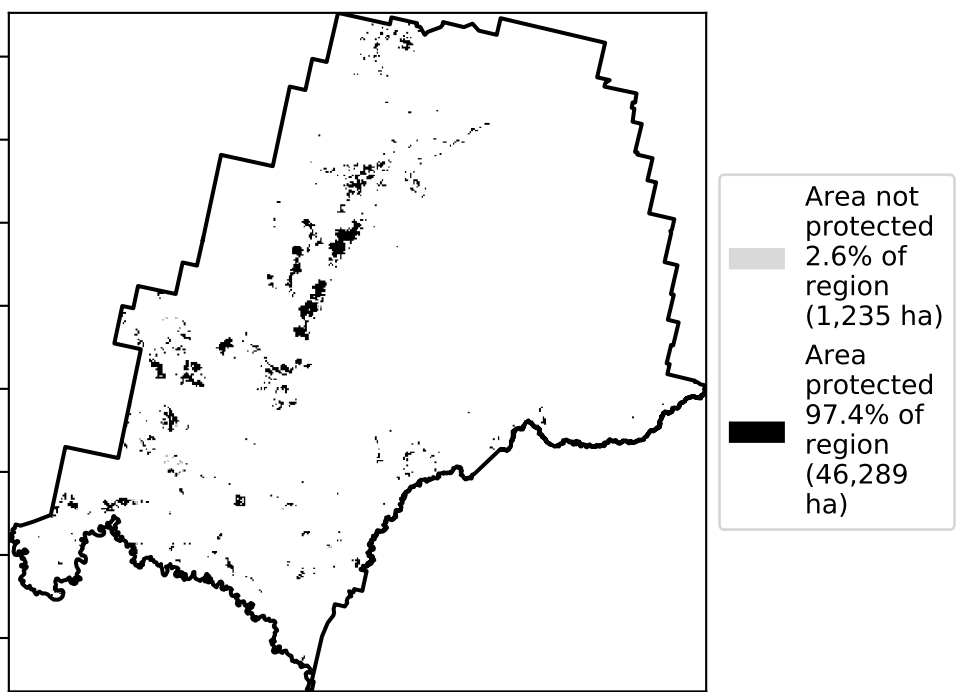 Area not
protected
2.6% of
region
(1,235 ha)
Area
protected
97.4% of
region
(46,289
ha)